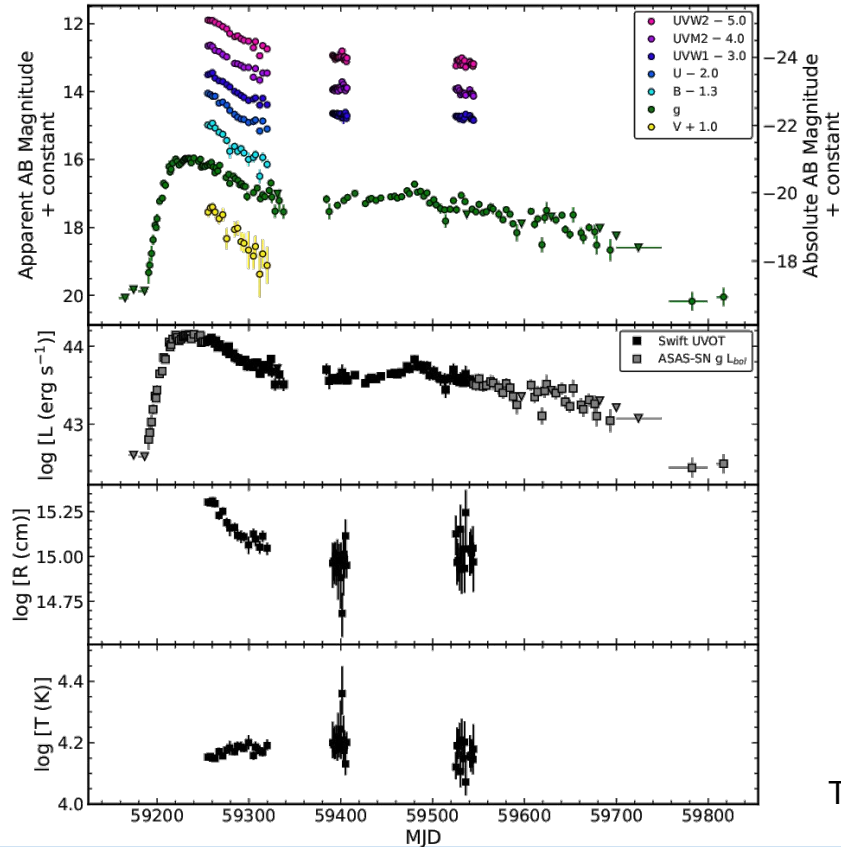 12
14
16
18
20
Apparent AB Magnitude
+ constant
UVW2 − 5.0
UVM2 − 4.0
UVW1 − 3.0
U − 2.0
B − 1.3
g
V + 1.0
−24
−22
−20
−18
Absolute AB Magnitude
+ constant
44
43
log [L (erg s⁻¹)]
Swift UVOT
ASAS-SN g L_bol
15.25
15.00
14.75
log [R (cm)]
4.4
4.2
4.0
log [T (K)]
59200 59300 59400 59500 59600 59700 59800
MJD
T